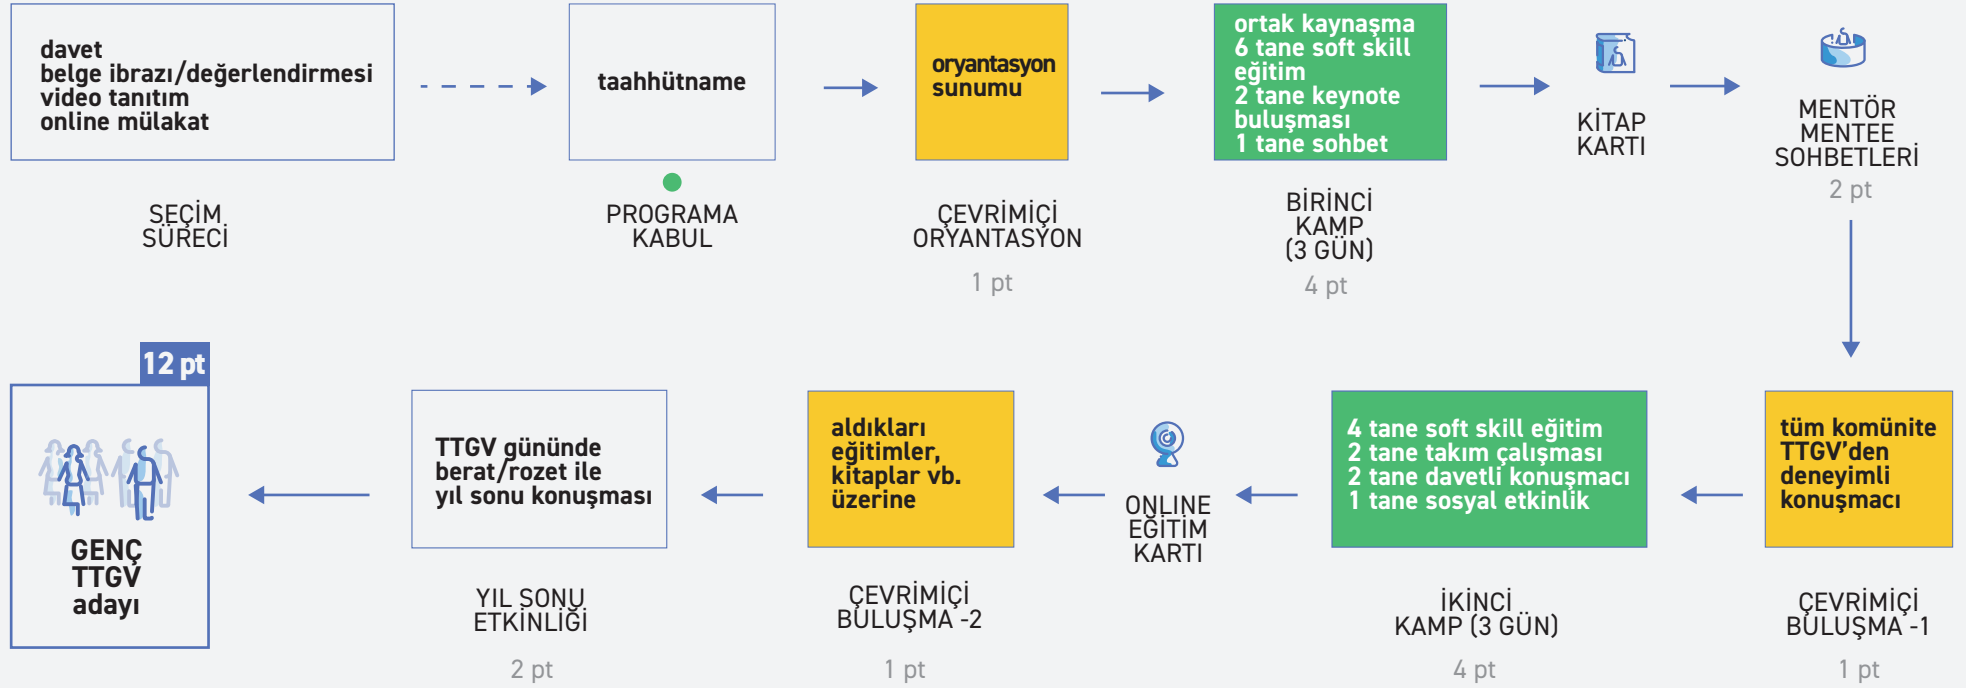 davet
belge ibrazı/değerlendirmesi
video tanıtım
online mülakat
SEÇİM
SÜRECİ
taahhütname
PROGRAMA
KABUL
oryantasyon
sunumu
ÇEVRİMİÇİ
ORYANTASYON
1 pt
ortak kaynaşma
6 tane soft skill
eğitim
2 tane keynote
buluşması
1 tane sohbet
BİRİNCİ
KAMP
(3 GÜN)
4 pt
KİTAP
KARTI
MENTÖR
MENTEE
SOHBETLERİ
2 pt
tüm komünite
TTGV’den
deneyimli
konuşmacı
ÇEVRİMİÇİ
BULUŞMA -1
1 pt
4 tane soft skill eğitim
2 tane takım çalışması
2 tane davetli konuşmacı
1 tane sosyal etkinlik
İKİNCİ
KAMP (3 GÜN)
4 pt
ONLINE
EĞİTİM
KARTI
aldıkları
eğitimler,
kitaplar vb.
üzerine
ÇEVRİMİÇİ
BULUŞMA -2
1 pt
TTGV gününde
berat/rozet ile
yıl sonu konuşması
YIL SONU
ETKİNLİĞİ
2 pt
12 pt
GENÇ
TTGV
adayı